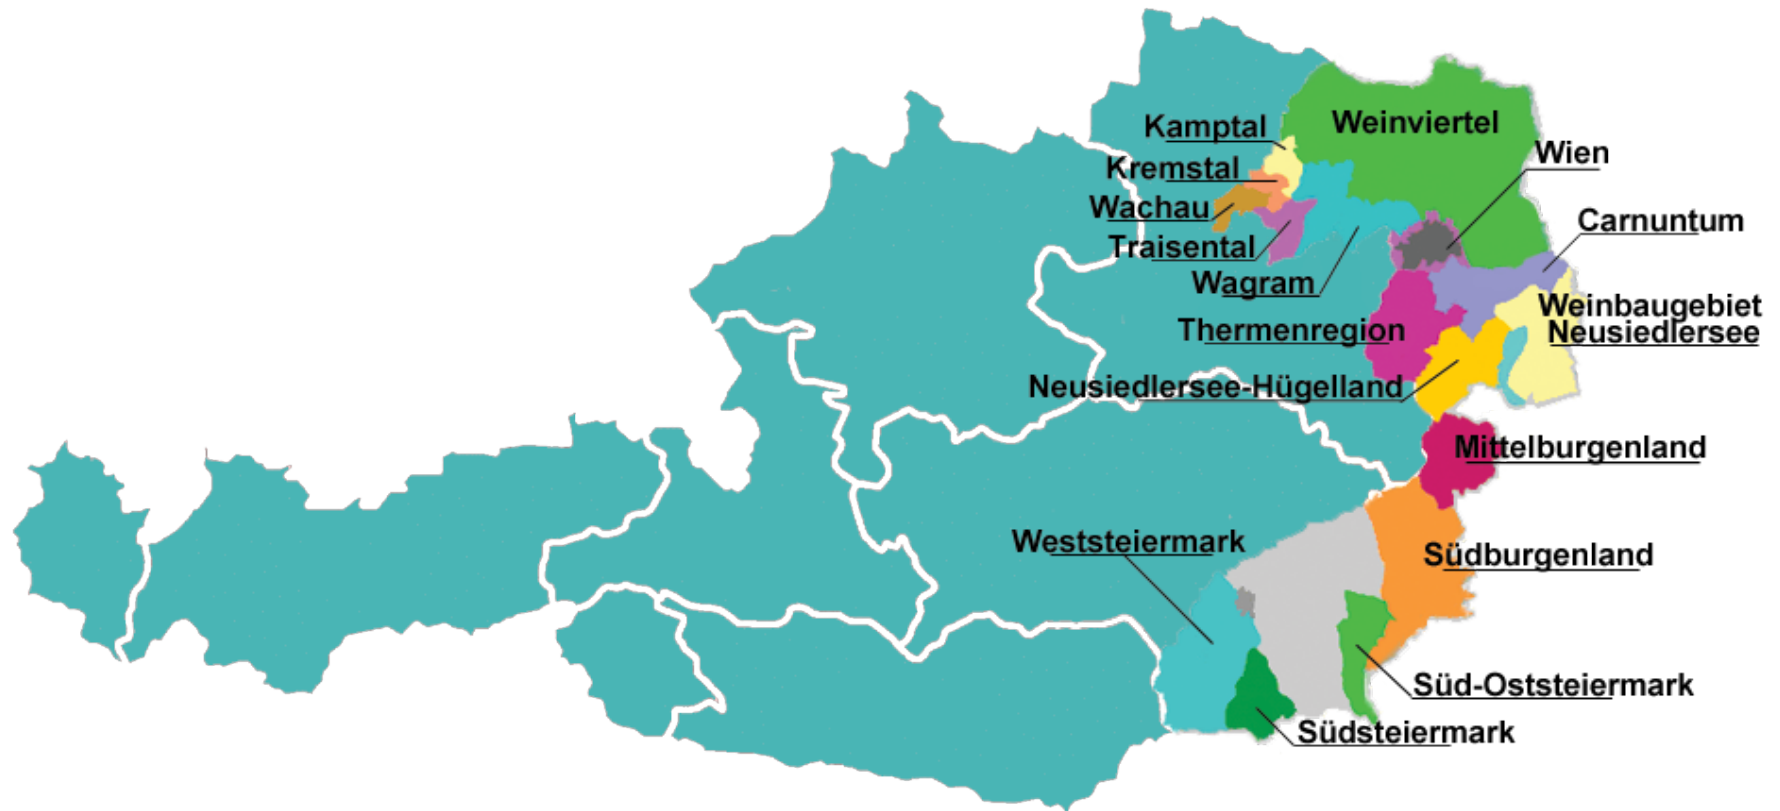 Kamptal
Weinviertel
Wien
Kremstal
Wachau
Carnuntum
Traisental
Wagram
Weinbaugebiet
Neusiedlersee
Thermenregion
Neusiedlersee-Hügelland
Mittelburgenland
Weststeiermark
Südburgenland
Süd-Oststeiermark
Südsteiermark